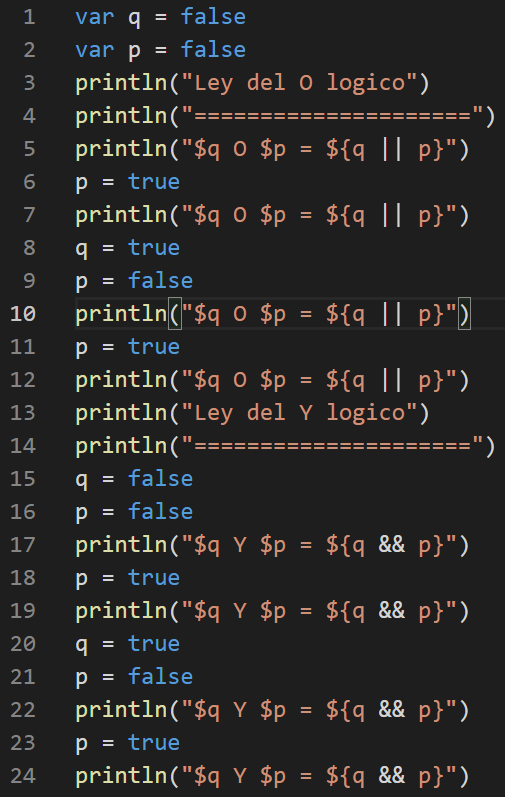 1 var q = false
2 var p = false
3 println("Ley del O logico")
4 println("=====================")
5 println("$q O $p = ${q || p}")
6 p = true
7 println("$q O $p = ${q || p}")
8 q = true
9 p = false
10 println("$q O $p = ${q || p}")
11 p = true
12 println("$q O $p = ${q || p}")
13 println("Ley del Y logico")
14 println("=====================")
15 q = false
16 p = false
17 println("$q Y $p = ${q && p}")
18 p = true
19 println("$q Y $p = ${q && p}")
20 q = true
21 p = false
22 println("$q Y $p = ${q && p}")
23 p = true
24 println("$q Y $p = ${q && p}")